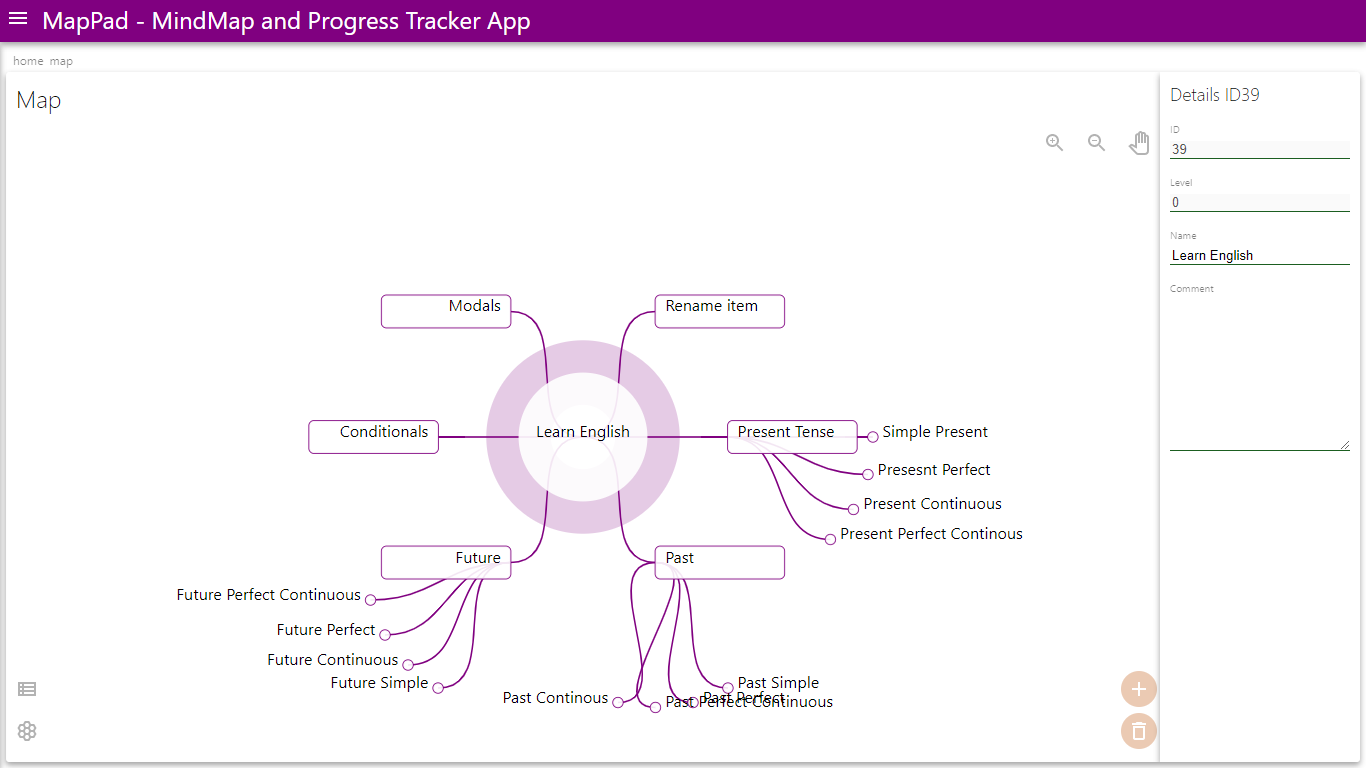 MapPad - MindMap and Progress Tracker App
home map
Map
Details ID39
ID
39
Level
0
Name
Learn English
Comment
Modals
Rename item
Conditionals
Learn English
Present Tense
Simple Present
Presesnt Perfect
Present Continuous
Present Perfect Continous
Future
Past
Future Perfect Continuous
Future Perfect
Future Continuous
Future Simple
Past Simple
Past Continous
Past Perfect
Past Perfect Continuous